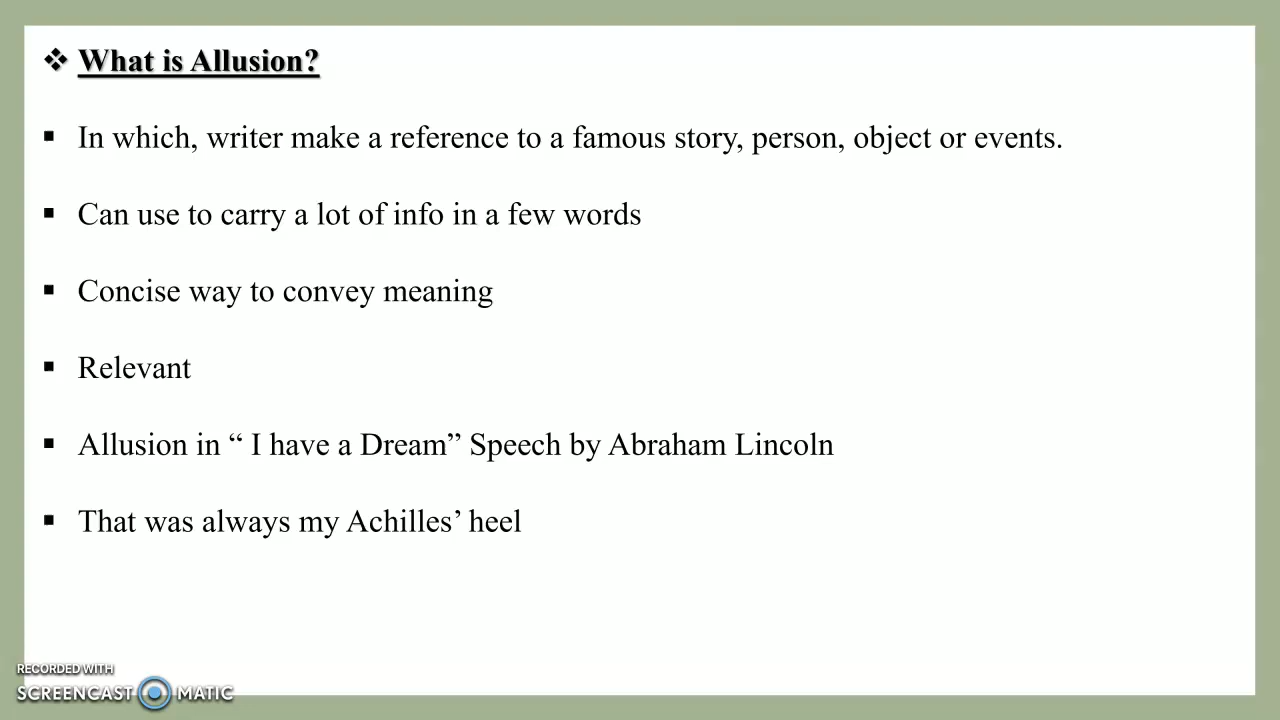 ❖ What is Allusion?
▪ In which, writer make a reference to a famous story, person, object or events.
▪ Can use to carry a lot of info in a few words
▪ Concise way to convey meaning
▪ Relevant
▪ Allusion in “ I have a Dream” Speech by Abraham Lincoln
▪ That was always my Achilles’ heel
RECORDED WITH
SCREENCAST MATIC